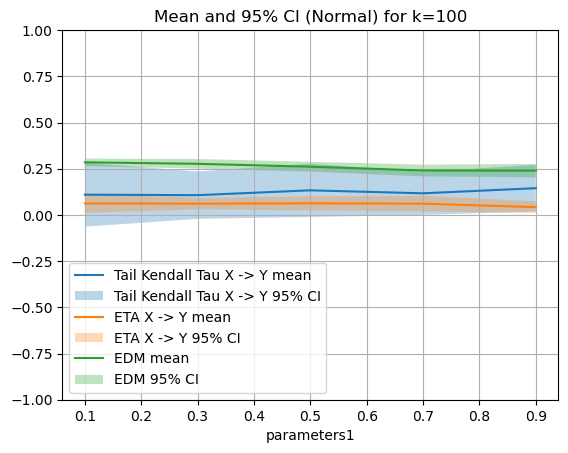 Mean and 95% CI (Normal) for k=100
1.00
0.75
0.50
0.25
0.00
−0.25
−0.50
−0.75
−1.00
Tail Kendall Tau X -> Y mean
Tail Kendall Tau X -> Y 95% CI
ETA X -> Y mean
ETA X -> Y 95% CI
EDM mean
EDM 95% CI
0.1 0.2 0.3 0.4 0.5 0.6 0.7 0.8 0.9
parameters1